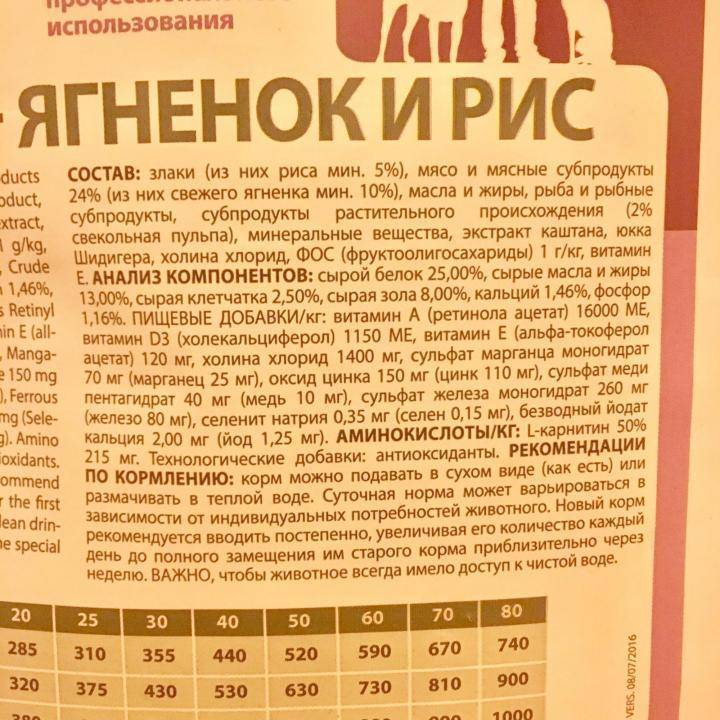 использования
ЯГНЕНОК И РИС
СОСТАВ: злаки (из них риса мин. 5%), мясо и мясные субпродукты
24% (из них свежего ягненка мин. 10%), масла и жиры, рыба и рыбные
субпродукты, субпродукты растительного происхождения (2%
свекольная пульпа), минеральные вещества, экстракт каштана, юкка
Шидигера, холина хлорид, ФОС (фруктоолигосахариды) 1 г/кг, витамин
Е. АНАЛИЗ КОМПОНЕНТОВ: сырой белок 25,00%, сырые масла и жиры
13,00%, сырая клетчатка 2,50%, сырая зола 8,00%, кальций 1,46%, фосфор
1,16%. ПИЩЕВЫЕ ДОБАВКИ/кг: витамин А (ретинола ацетат) 16000 МЕ,
витамин D3 (холекальциферол) 1150 МЕ, витамин Е (альфа-токоферол
ацетат) 120 мг, холина хлорид 1400 мг, сульфат марганца моногидрат
70 мг (марганец 25 мг), оксид цинка 150 мг (цинк 110 мг), сульфат меди
пентагидрат 40 мг (медь 10 мг), сульфат железа моногидрат 260 мг
(железо 80 мг), селенит натрия 0,35 мг (селен 0,15 мг), безводный йодат
кальция 2,00 мг (йод 1,25 мг). АМИНОКИСЛОТЫ/КГ: L-карнитин 50%
215 мг. Технологические добавки: антиоксиданты. РЕКОМЕНДАЦИИ
ПО КОРМЛЕНИЮ: корм можно подавать в сухом виде (как есть) или
размачивать в теплой воде. Суточная норма может варьироваться в
зависимости от индивидуальных потребностей животного. Новый корм
рекомендуется вводить постепенно, увеличивая его количество каждый
день до полного замещения им старого корма приблизительно через
неделю. ВАЖНО, чтобы животное всегда имело доступ к чистой воде.
ducts
oduct,
extract,
g/kg,
, Crude
1,46%,
s Retinyl
in E (all-
, Manga-
e 150 mg
), Ferrous
mg (Sele-
g). Amino
ioxidants.
ommend
r the first
lean drin-
he special
20 25 30 40 50 60 70 80
285 310 355 440 520 590 670 740
320 375 430 530 630 730 810 900
1000
VERS. 08/07/2016